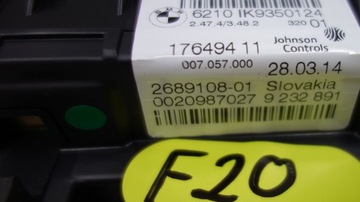 6210 IK9350124
2.47.4/3.48.2 320 01
176494 11
Johnson
Controls
007.057.000
28.03.14
2689108-01 Slovakia
0020987027 9 232 891
F20